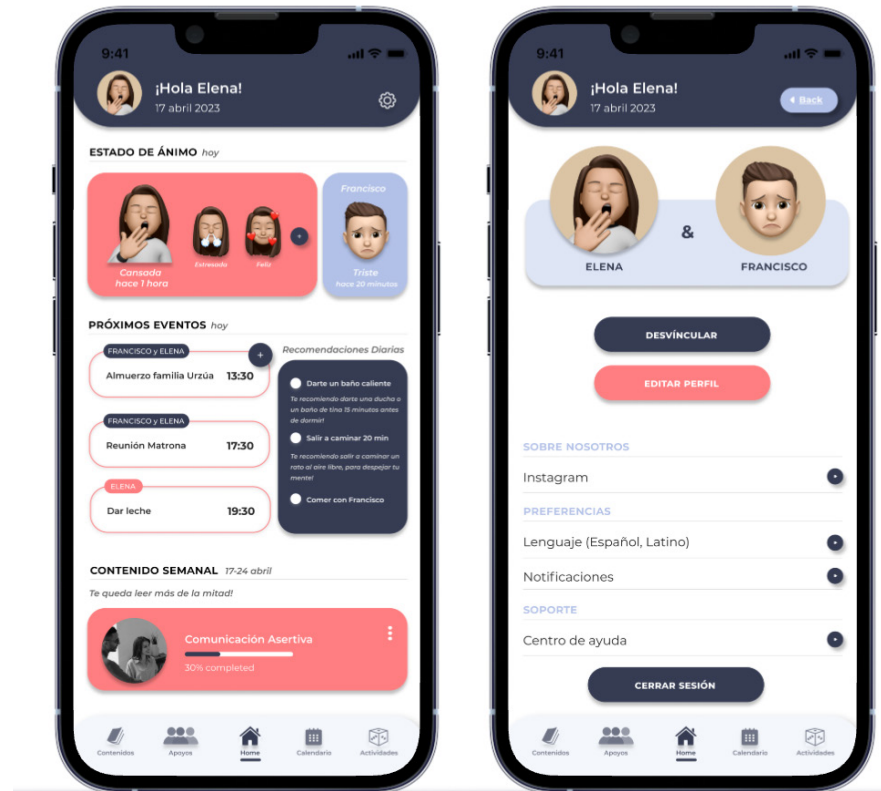 9:41
¡Hola Elena!
17 abril 2023
ESTADO DE ÁNIMO hoy
Cansada
hace 1 hora
Estresada
Feliz
+
Francisco
Triste
hace 20 minutos
PRÓXIMOS EVENTOS hoy
+
FRANCISCO y ELENA
Almuerzo familia Urzúa 13:30
FRANCISCO y ELENA
Reunión Matrona 17:30
ELENA
Dar leche 19:30
Recomendaciones Diarias
Darte un baño caliente
Te recomiendo darte una ducha o
un baño de tina 15 minutos antes
de dormir!
Salir a caminar 20 min
Te recomiendo salir a caminar un
rato al aire libre, para despejar tu
mente!
Comer con Francisco
CONTENIDO SEMANAL 17-24 abril
Te queda leer más de la mitad!
Comunicación Asertiva
30% completed
Contenidos
Apoyos
Home
Calendario
Actividades
9:41
¡Hola Elena!
17 abril 2023
Back
ELENA
&
FRANCISCO
DESVÍNCULAR
EDITAR PERFIL
SOBRE NOSOTROS
Instagram
PREFERENCIAS
Lenguaje (Español, Latino)
Notificaciones
SOPORTE
Centro de ayuda
CERRAR SESIÓN
Contenidos
Apoyos
Home
Calendario
Actividades